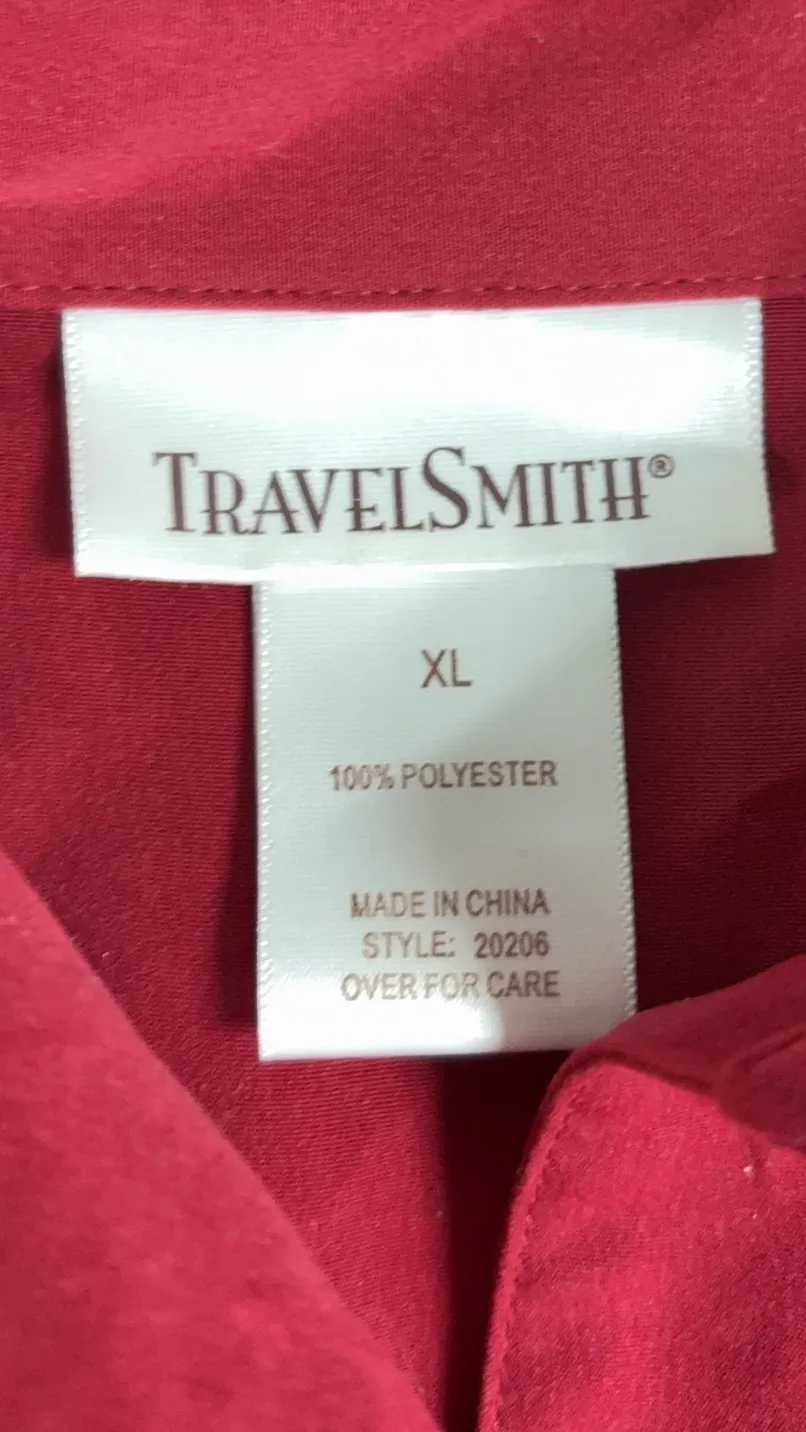 TRAVELSMITH®
XL
100% POLYESTER
MADE IN CHINA
STYLE: 20206
OVER FOR CARE